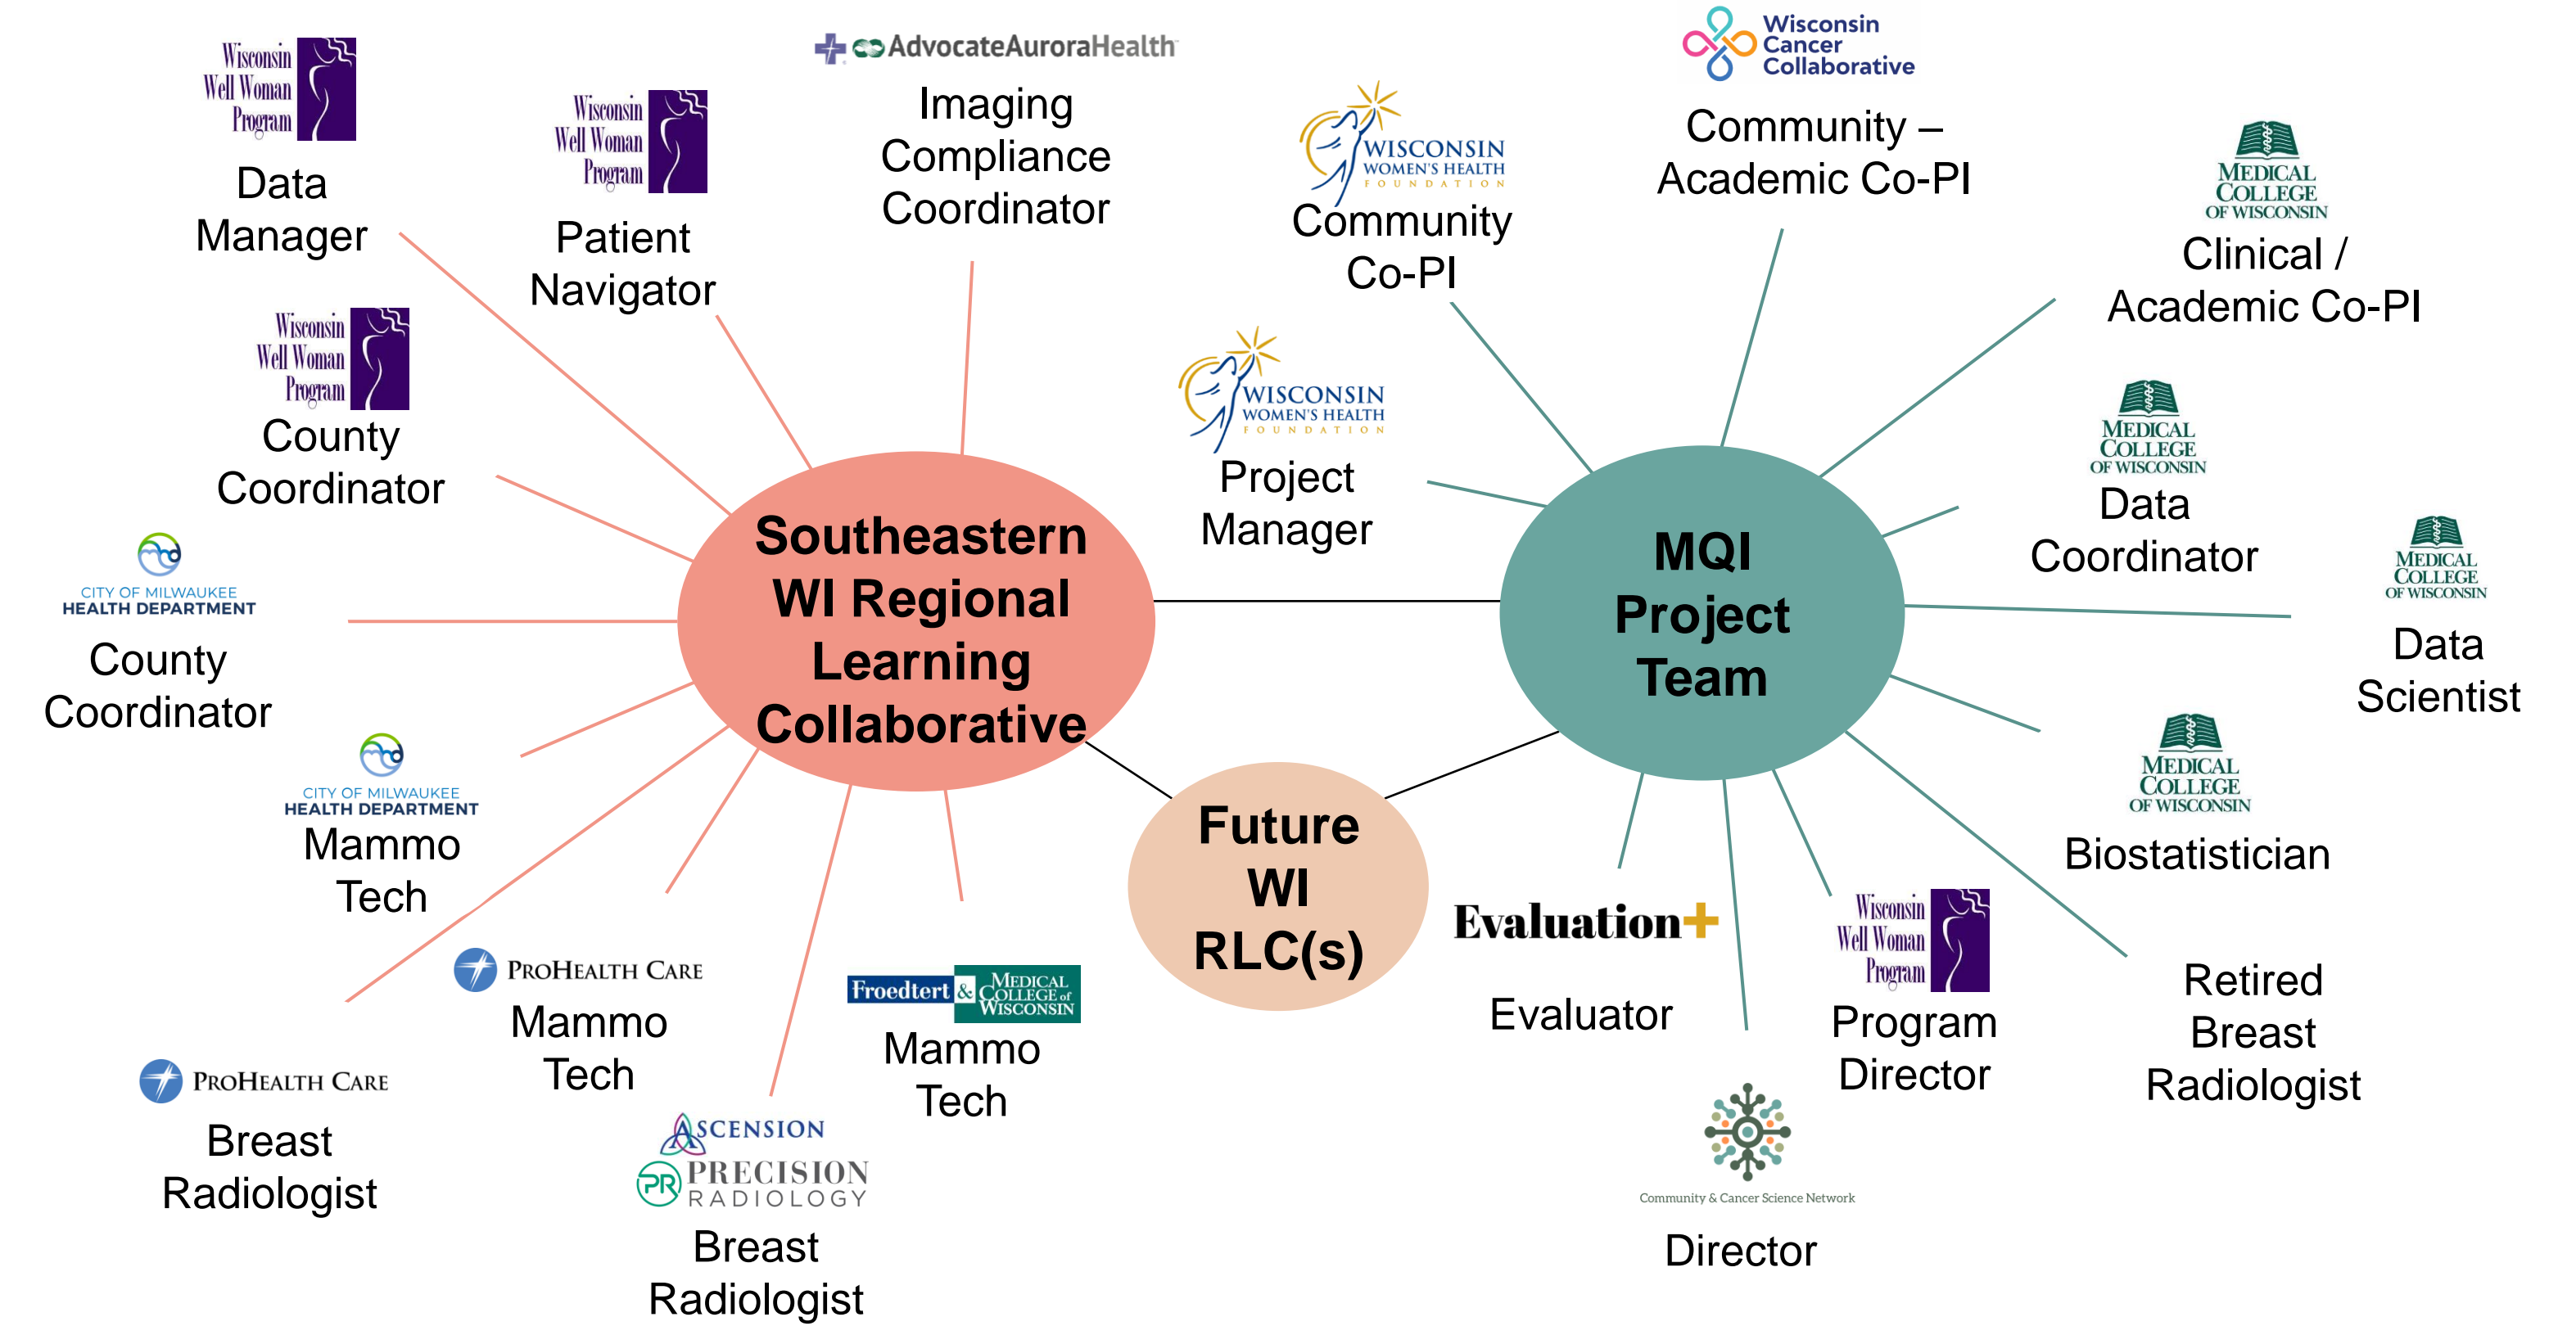 Wisconsin
Well Woman
Program
Data
Manager
Wisconsin
Well Woman
Program
Patient
Navigator
AdvocateAuroraHealth
Imaging
Compliance
Coordinator
WISCONSIN
WOMEN'S HEALTH
FOUNDATION
Community
Co-PI
Wisconsin
Cancer
Collaborative
Community –
Academic Co-PI
MEDICAL
COLLEGE
OF WISCONSIN
Clinical /
Academic Co-PI
Wisconsin
Well Woman
Program
County
Coordinator
WISCONSIN
WOMEN'S HEALTH
FOUNDATION
Project
Manager
MEDICAL
COLLEGE
OF WISCONSIN
Data
Coordinator
CITY OF MILWAUKEE
HEALTH DEPARTMENT
County
Coordinator
Southeastern
WI Regional
Learning
Collaborative
MQI
Project
Team
MEDICAL
COLLEGE
OF WISCONSIN
Data
Scientist
CITY OF MILWAUKEE
HEALTH DEPARTMENT
Mammo
Tech
Future
WI
RLC(s)
MEDICAL
COLLEGE
OF WISCONSIN
Biostatistician
PROHEALTH CARE
Breast
Radiologist
PROHEALTH CARE
Mammo
Tech
ASCENSION
PR PRECISION
RADIOLOGY
Breast
Radiologist
Froedtert & MEDICAL
COLLEGE of
WISCONSIN
Mammo
Tech
Evaluation+
Evaluator
Community & Cancer Science Network
Director
Wisconsin
Well Woman
Program
Program
Director
Retired
Breast
Radiologist